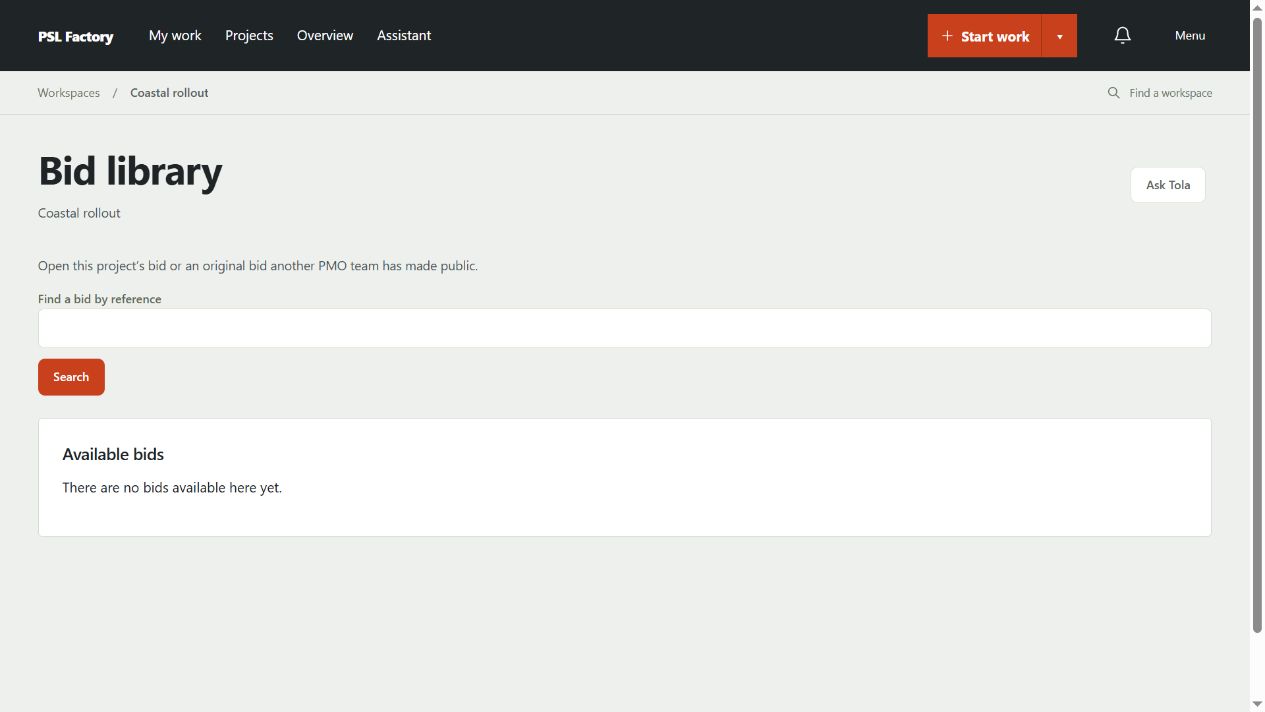 PSL Factory
My work
Projects
Overview
Assistant
+ Start work
Menu
Workspaces / Coastal rollout
Find a workspace
Bid library
Ask Tola
Coastal rollout
Open this project's bid or an original bid another PMO team has made public.
Find a bid by reference
Search
Available bids
There are no bids available here yet.